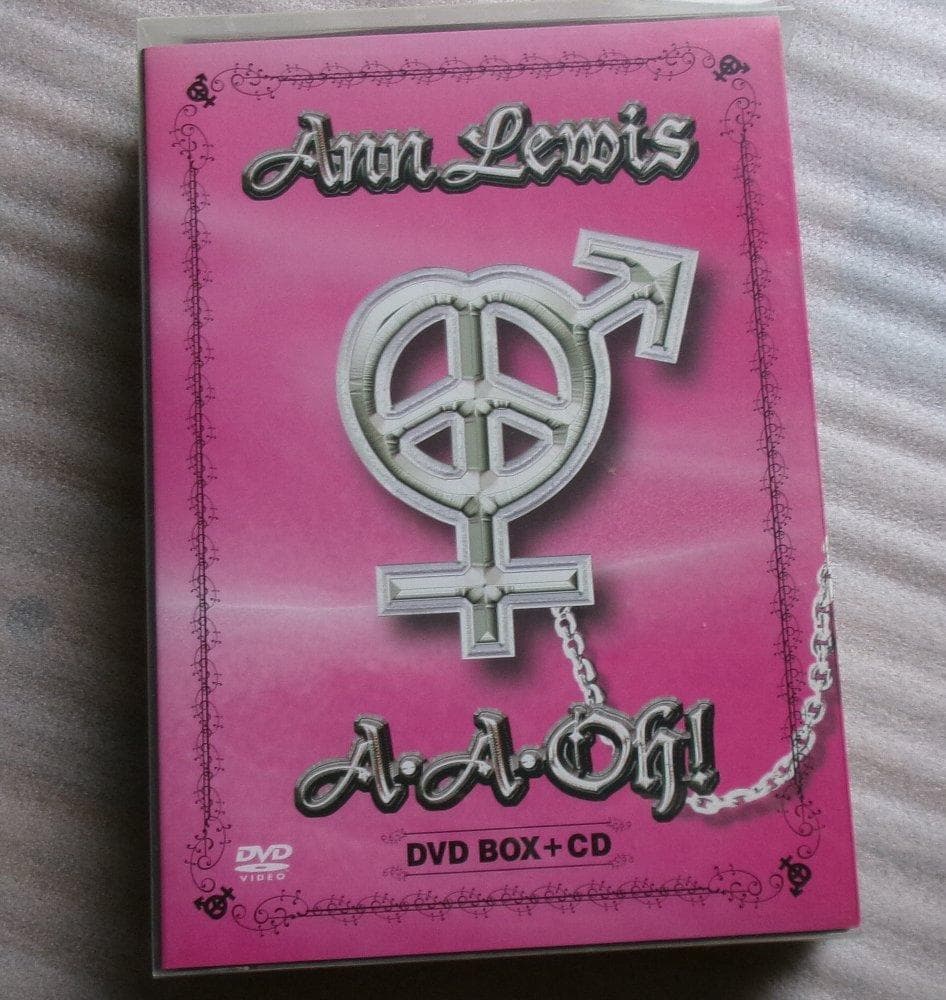 Ann Lewis
A·A·Oh!
DVD BOX+CD
DVD
VIDEO